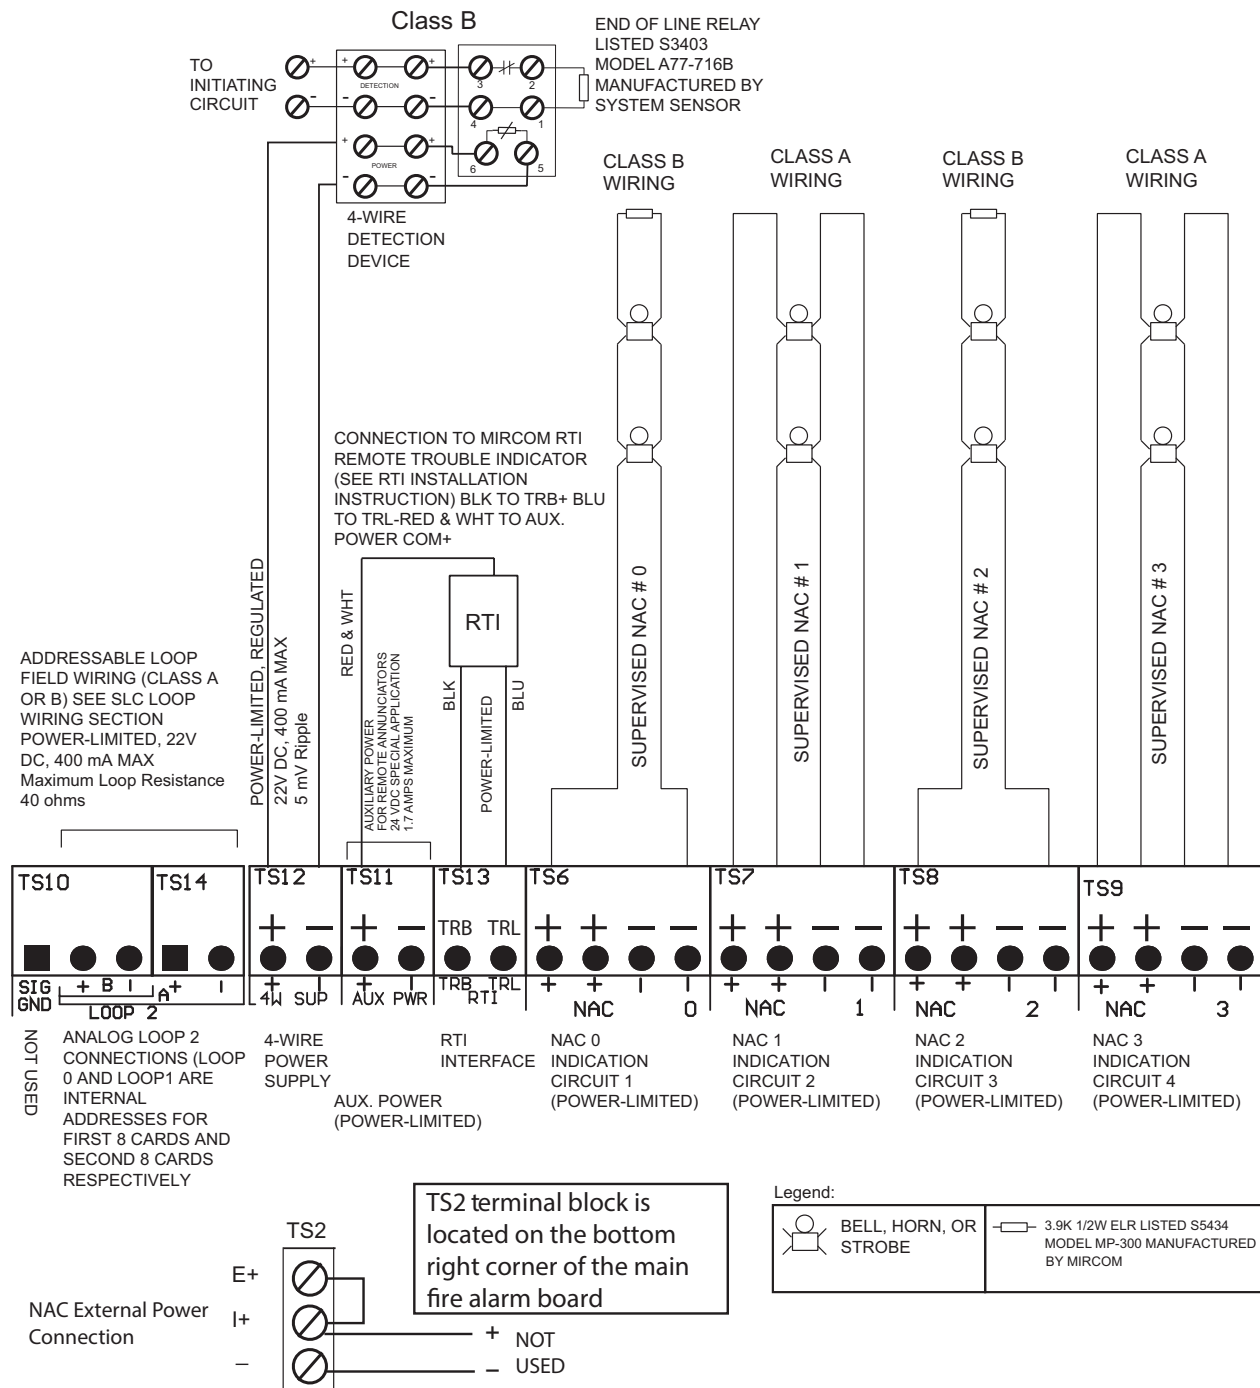 Class B
TO
INITIATING
CIRCUIT
+ + +
DETECTION
- - -
+ +
POWER
- -
3 2
4 1
6 5
END OF LINE RELAY
LISTED S3403
MODEL A77-716B
MANUFACTURED BY
SYSTEM SENSOR
4-WIRE
DETECTION
DEVICE
CLASS B
WIRING
CLASS A
WIRING
CLASS B
WIRING
CLASS A
WIRING
CONNECTION TO MIRCOM RTI
REMOTE TROUBLE INDICATOR
(SEE RTI INSTALLATION
INSTRUCTION) BLK TO TRB+ BLU
TO TRL-RED & WHT TO AUX.
POWER COM+
RTI
RED & WHT
BLK
BLU
POWER-LIMITED
AUXILIARY POWER
FOR REMOTE ANNUNCIATORS
24 VDC SPECIAL APPLICATION
1.7 AMPS MAXIMUM
POWER-LIMITED, REGULATED
22V DC, 400 mA MAX
5 mV Ripple
SUPERVISED NAC # 0
SUPERVISED NAC # 1
SUPERVISED NAC # 2
SUPERVISED NAC # 3
ADDRESSABLE LOOP
FIELD WIRING (CLASS A
OR B) SEE SLC LOOP
WIRING SECTION
POWER-LIMITED, 22V
DC, 400 mA MAX
Maximum Loop Resistance
40 ohms
TS10 TS14 TS12 TS11 TS13 TS6 TS7 TS8 TS9
+ − + − TRB TRL + + − − + + − − + + − − + + − −
SIG + B − A + − + − + − TRB TRL + + − − + + − − + + − − + + − −
GND LOOP 2 4W SUP AUX PWR RTI NAC 0 NAC 1 NAC 2 NAC 3
NOT USED
ANALOG LOOP 2
CONNECTIONS (LOOP
0 AND LOOP1 ARE
INTERNAL
ADDRESSES FOR
FIRST 8 CARDS AND
SECOND 8 CARDS
RESPECTIVELY
4-WIRE
POWER
SUPPLY
AUX. POWER
(POWER-LIMITED)
RTI
INTERFACE
NAC 0
INDICATION
CIRCUIT 1
(POWER-LIMITED)
NAC 1
INDICATION
CIRCUIT 2
(POWER-LIMITED)
NAC 2
INDICATION
CIRCUIT 3
(POWER-LIMITED)
NAC 3
INDICATION
CIRCUIT 4
(POWER-LIMITED)
TS2
E+
I+
−
NAC External Power
Connection
+ NOT
− USED
TS2 terminal block is
located on the bottom
right corner of the main
fire alarm board
Legend:
BELL, HORN, OR
STROBE
3.9K 1/2W ELR LISTED S5434
MODEL MP-300 MANUFACTURED
BY MIRCOM